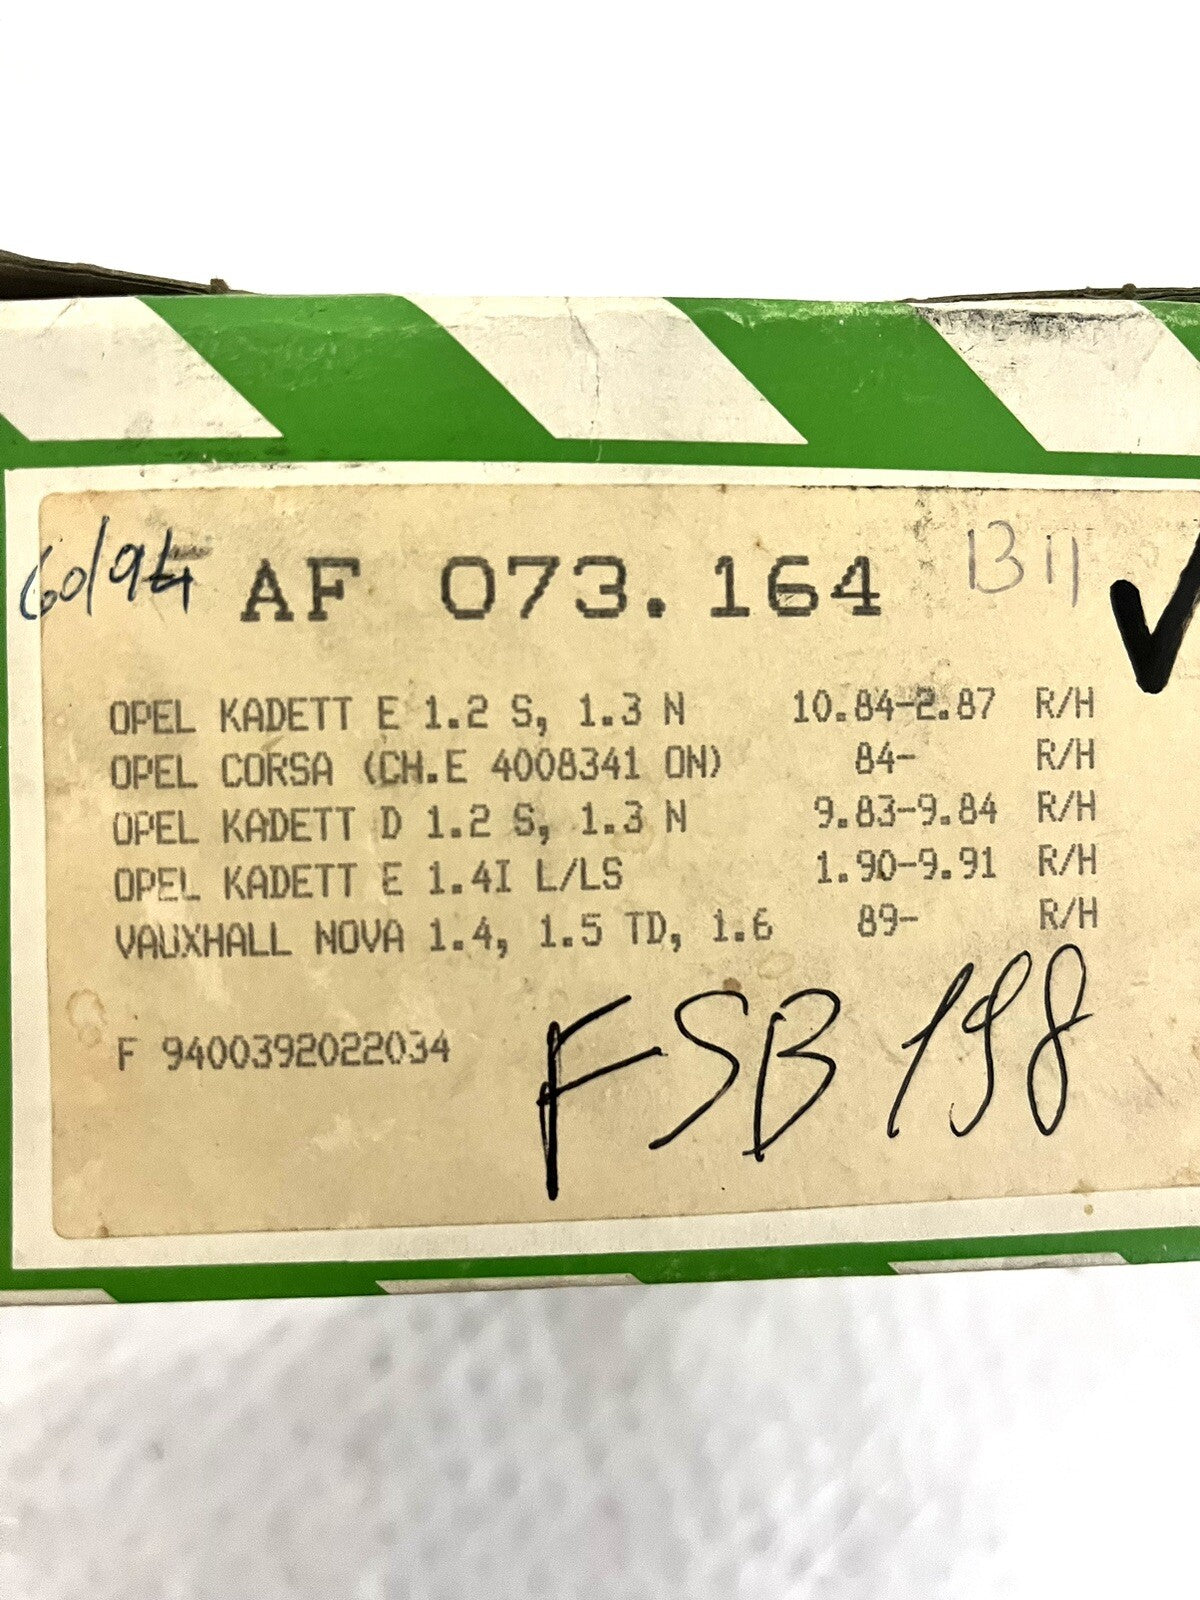 AF 073.164 B11
OPEL KADETT E 1.2 S, 1.3 N 10.84-2.87 R/H
OPEL CORSA (CH.E 4008341 ON) 84- R/H
OPEL KADETT D 1.2 S, 1.3 N 9.83-9.84 R/H
OPEL KADETT E 1.4I L/LS 1.90-9.91 R/H
VAUXHALL NOVA 1.4, 1.5 TD, 1.6 89- R/H
F 9400392022034
FSB 198